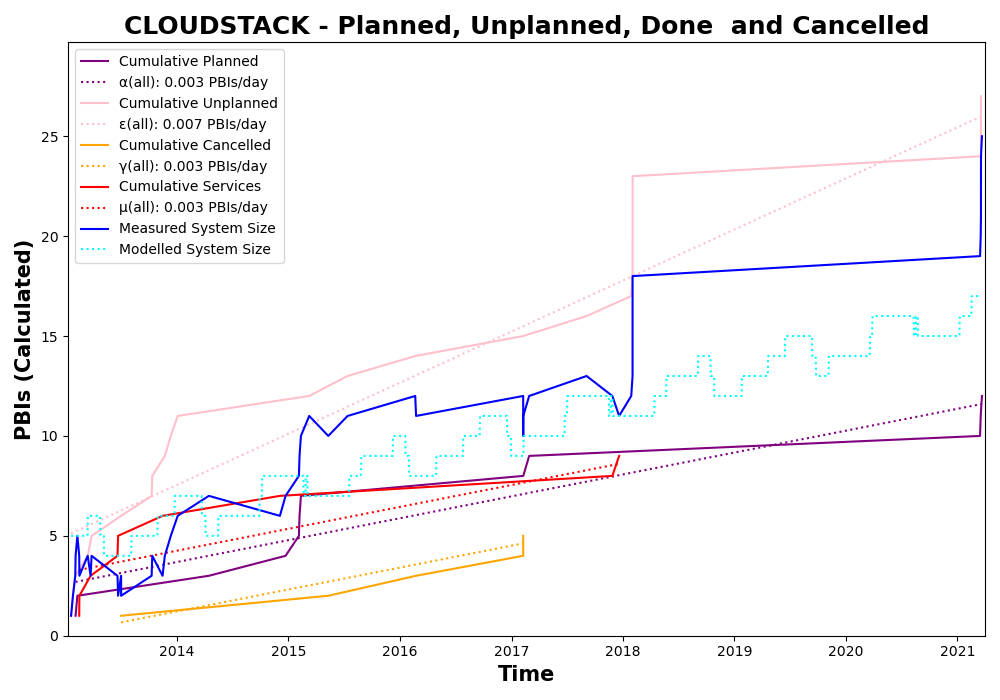 CLOUDSTACK - Planned, Unplanned, Done  and Cancelled
Cumulative Planned
α(all): 0.003 PBIs/day
Cumulative Unplanned
ε(all): 0.007 PBIs/day
Cumulative Cancelled
γ(all): 0.003 PBIs/day
Cumulative Services
μ(all): 0.003 PBIs/day
Measured System Size
Modelled System Size
PBIs (Calculated)
25
20
15
10
5
0
2014 2015 2016 2017 2018 2019 2020 2021
Time